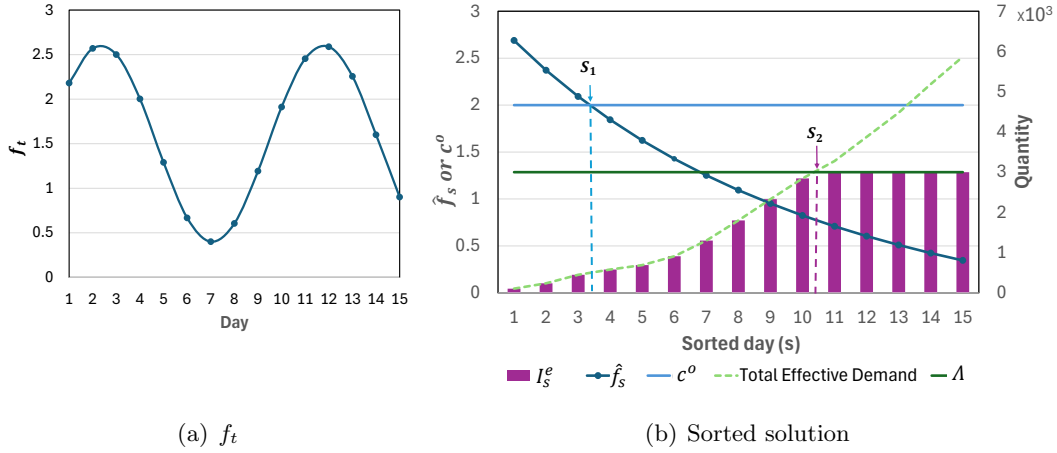 3
2.5
2
1.5
1
0.5
0
f_t
1 2 3 4 5 6 7 8 9 10 11 12 13 14 15
Day
(a) f_t
3
2.5
2
1.5
1
0.5
0
f̂_s or c^o
S_1
S_2
7
6
5
4
3
2
1
0
×10³
Quantity
1 2 3 4 5 6 7 8 9 10 11 12 13 14 15
Sorted day (s)
I_s^e f̂_s c^o Total Effective Demand Λ
(b) Sorted solution